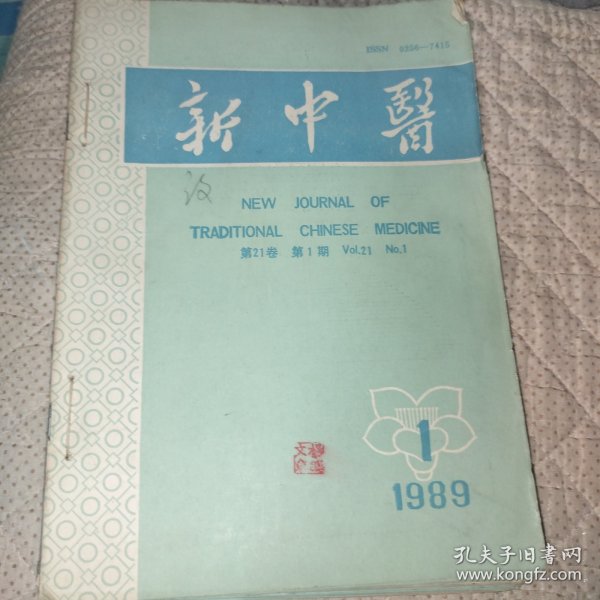 ISSN 0256—7415
新中醫
NEW JOURNAL OF
TRADITIONAL CHINESE MEDICINE
第21卷 第1期 Vol.21 No.1
1
1989
孔夫子旧书网
www.kongfz.com